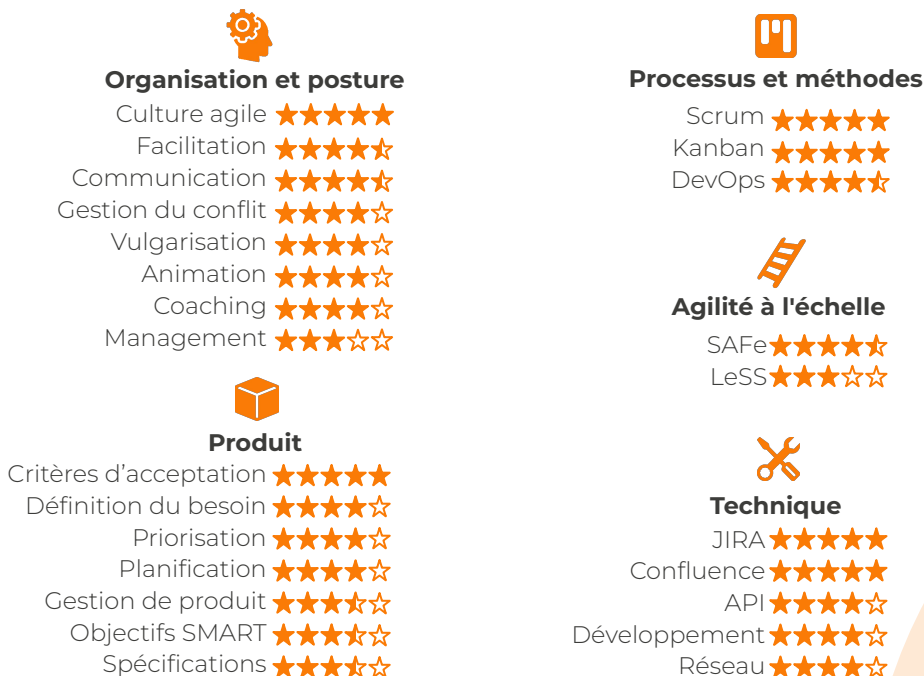 Organisation et posture
Culture agile
Facilitation
Communication
Gestion du conflit
Vulgarisation
Animation
Coaching
Management
Produit
Critères d’acceptation
Définition du besoin
Priorisation
Planification
Gestion de produit
Objectifs SMART
Spécifications
Processus et méthodes
Scrum
Kanban
DevOps
Agilité à l'échelle
SAFe
LeSS
Technique
JIRA
Confluence
API
Développement
Réseau